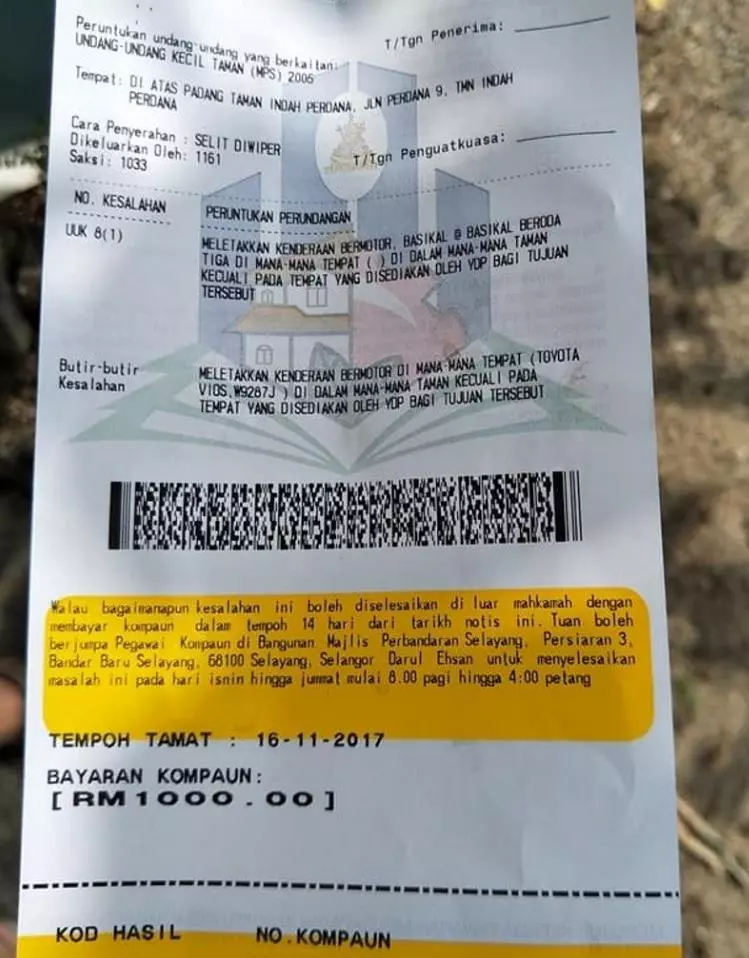 Peruntukan undang-undang yang berkaitan:
UNDANG-UNDANG KECIL TAMAN (MPS) 2005
T/Tgn Penerima:
Tempat: DI ATAS PADANG TAMAN INDAH PERDANA, JLN PERDANA 9, TMN INDAH
PERDANA
Cara Penyerahan : SELIT DIWIPER
Dikeluarkan Oleh: 1161
Saksi: 1033
T/Tgn Penguatkuasa:
NO. KESALAHAN
PERUNTUKAN PERUNDANGAN
UUK 8(1)
MELETAKKAN KENDERAAN BERMOTOR, BASIKAL @ BASIKAL BERODA
TIGA DI MANA-MANA TEMPAT ( ) DI DALAM MANA-MANA TAMAN
KECUALI PADA TEMPAT YANG DISEDIAKAN OLEH YDP BAGI TUJUAN
TERSEBUT
Butir-butir
Kesalahan
MELETAKKAN KENDERAAN BERMOTOR DI MANA-MANA TEMPAT (TOYOTA
VIOS,W9287J ) DI DALAM MANA-MANA TAMAN KECUALI PADA
TEMPAT YANG DISEDIAKAN OLEH YDP BAGI TUJUAN TERSEBUT
Walau bagaimanapun kesalahan ini boleh diselesaikan di luar mahkamah dengan
membayar kompaun dalam tempoh 14 hari dari tarikh notis ini. Tuan boleh
berjumpa Pegawai Kompaun di Bangunan Majlis Perbandaran Selayang, Persiaran 3,
Bandar Baru Selayang, 68100 Selayang, Selangor Darul Ehsan untuk menyelesaikan
masalah ini pada hari isnin hingga jummat mulai 8.00 pagi hingga 4:00 petang
TEMPOH TAMAT : 16-11-2017
BAYARAN KOMPAUN:
[RM1000.00]
KOD HASIL
NO.KOMPAUN